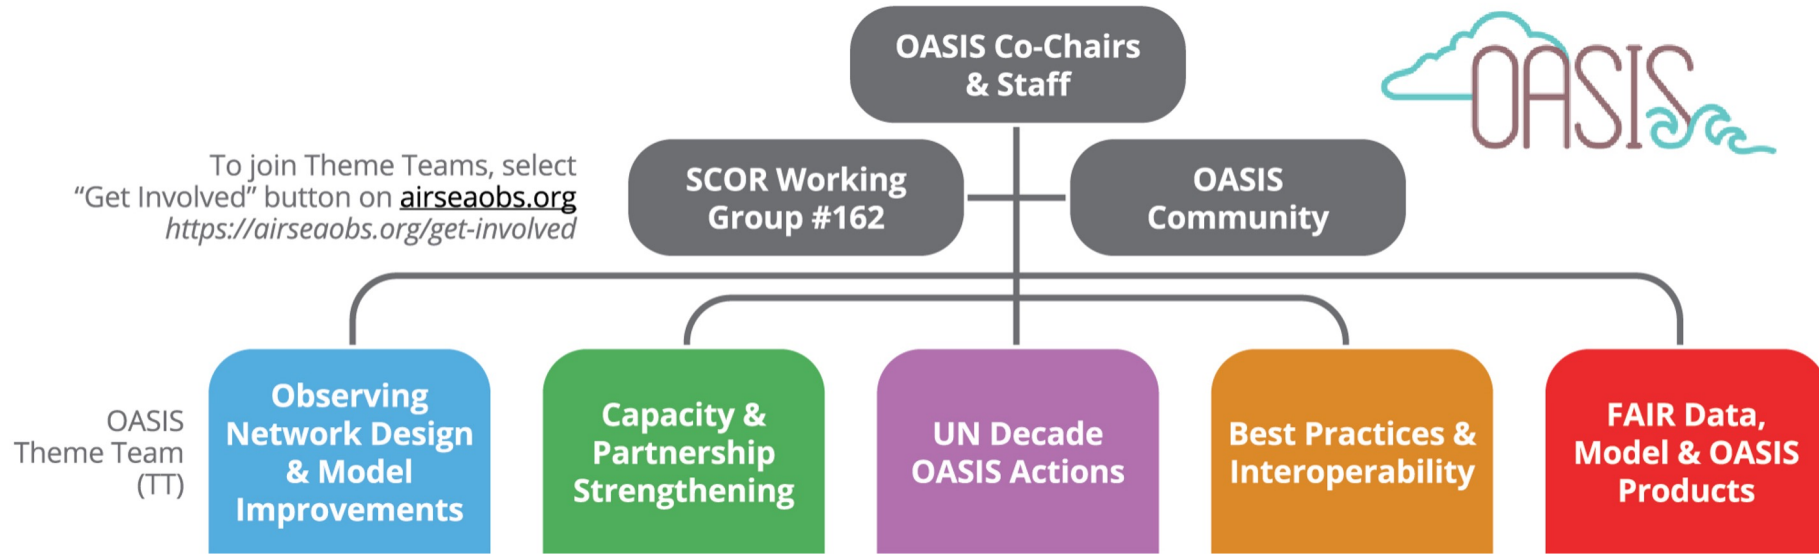 OASIS Co-Chairs
& Staff
OASIS
To join Theme Teams, select
“Get Involved” button on airseaobs.org
https://airseaobs.org/get-involved
SCOR Working
Group #162
OASIS
Community
OASIS
Theme Team
(TT)
Observing
Network Design
& Model
Improvements
Capacity &
Partnership
Strengthening
UN Decade
OASIS Actions
Best Practices &
Interoperability
FAIR Data,
Model & OASIS
Products